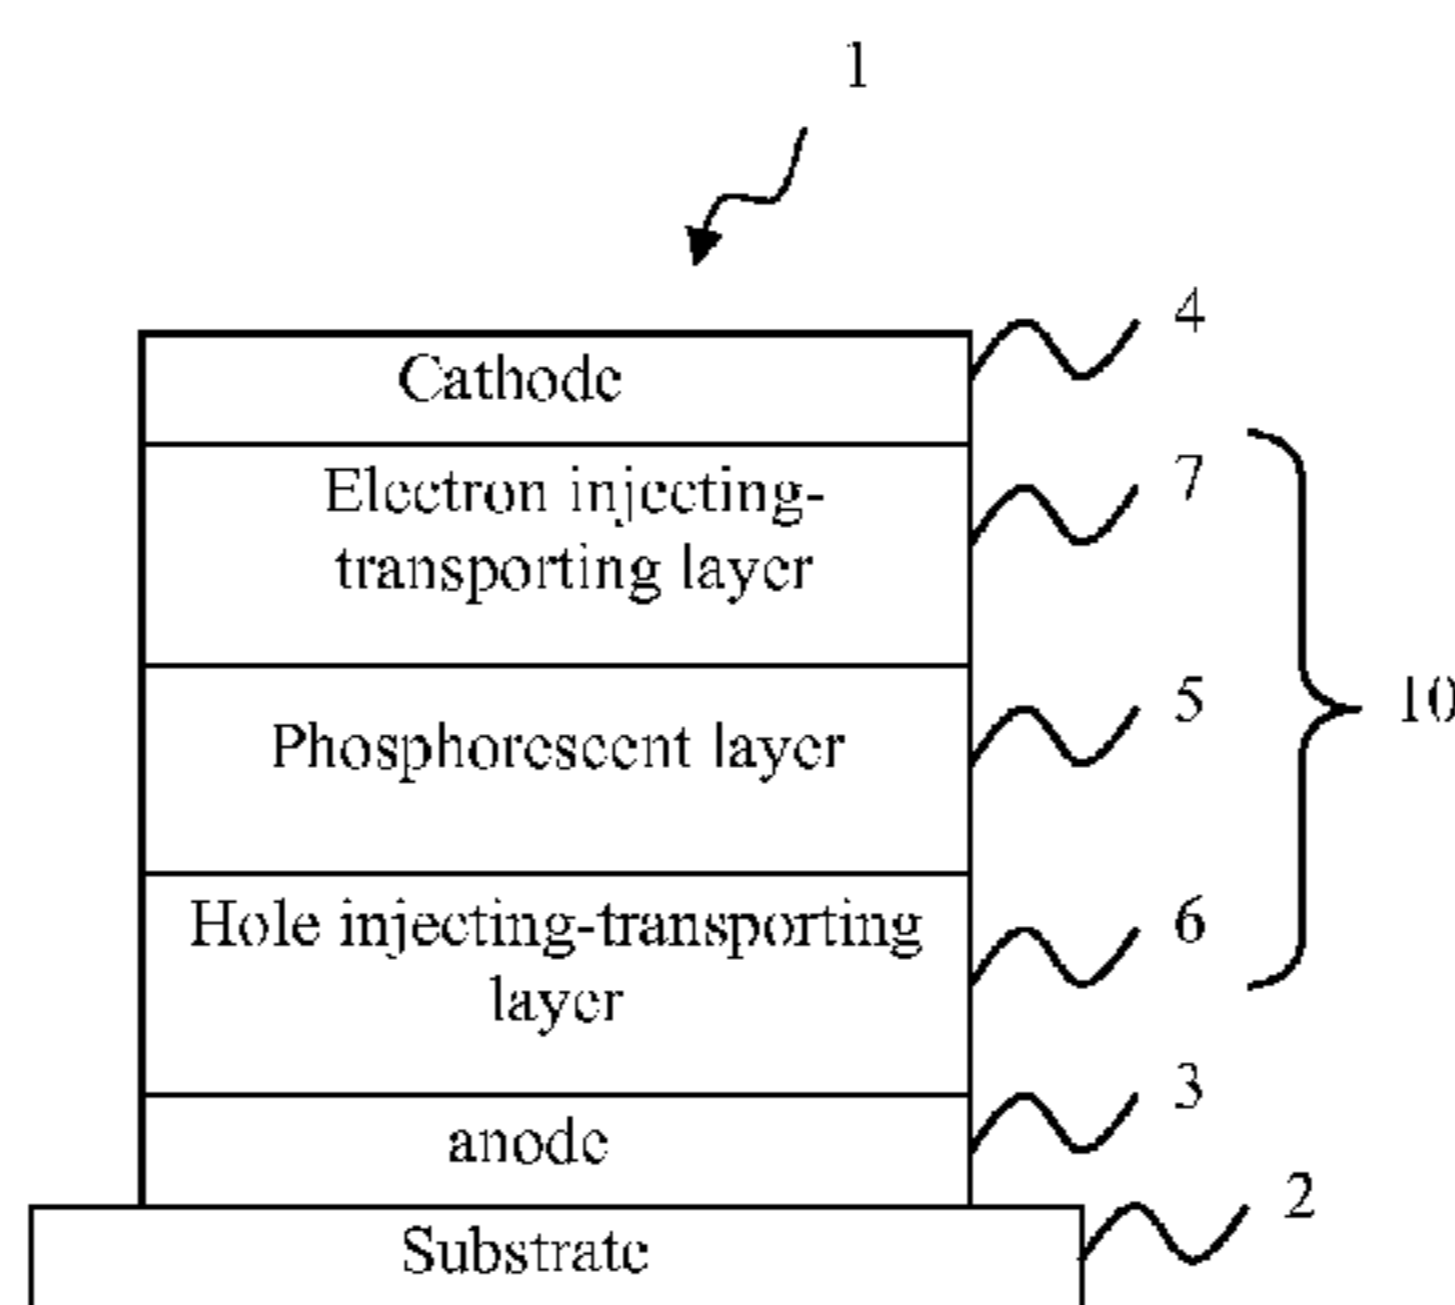 1
Cathode 4
Electron injecting- 7
transporting layer
Phosphorescent layer 5
10
Hole injecting-transporting 6
layer
anode 3
Substrate 2